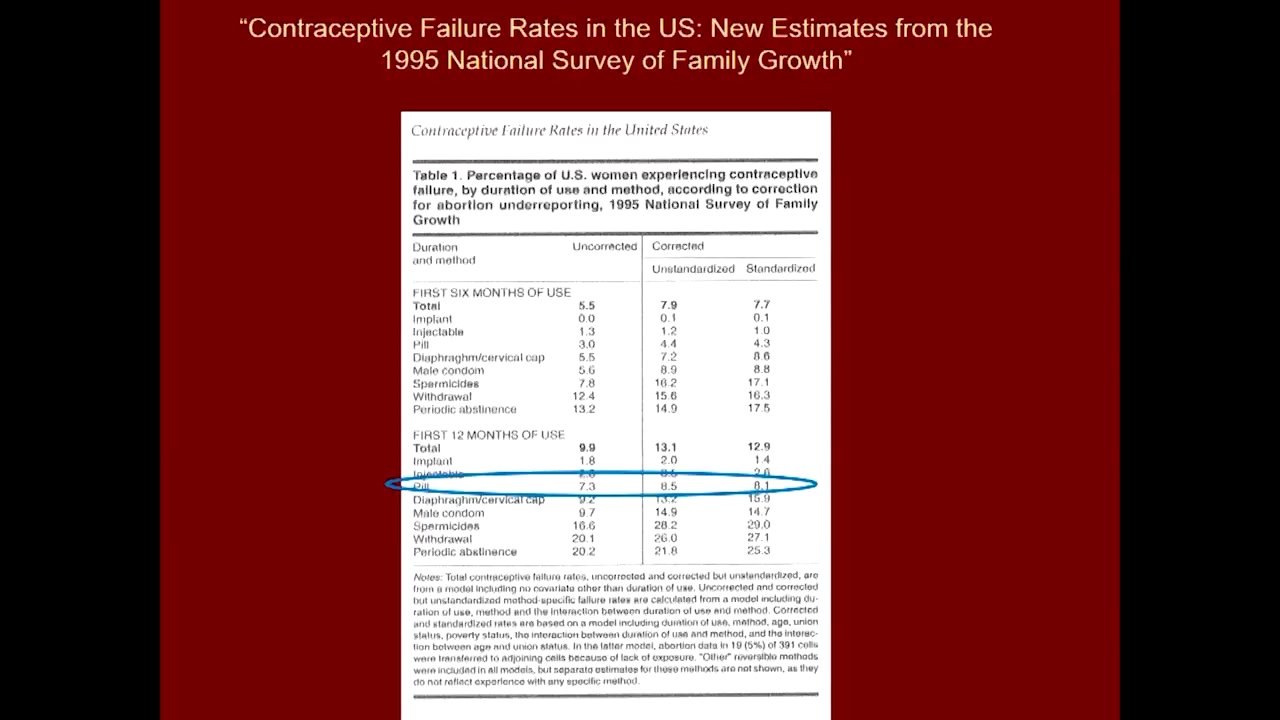 “Contraceptive Failure Rates in the US: New Estimates from the
1995 National Survey of Family Growth”
Contraceptive Failure Rates in the United States
Table 1. Percentage of U.S. women experiencing contraceptive
failure, by duration of use and method, according to correction
for abortion underreporting, 1995 National Survey of Family
Growth
Duration and method Uncorrected Corrected
Unstandardized Standardized
FIRST SIX MONTHS OF USE
Total 5.5 7.9 7.7
Implant 0.0 0.1 0.1
Injectable 1.3 1.2 1.0
Pill 3.0 4.4 4.3
Diaphraghm/cervical cap 5.5 7.2 8.6
Male condom 5.6 8.9 8.8
Spermicides 7.8 16.2 17.1
Withdrawal 12.4 15.6 16.3
Periodic abstinence 13.2 14.9 17.5
FIRST 12 MONTHS OF USE
Total 9.9 13.1 12.9
Implant 1.8 2.0 1.4
Injectable
Pill 7.3 8.5 8.1
Diaphraghm/cervical cap 9.2 13.2 15.9
Male condom 9.7 14.9 14.7
Spermicides 16.6 28.2 29.0
Withdrawal 20.1 26.0 27.1
Periodic abstinence 20.2 21.8 25.3
Notes: Total contraceptive failure rates, uncorrected and corrected but unstandardized, are
from a model including no covariate other than duration of use. Uncorrected and corrected
but unstandardized method-specific failure rates are calculated from a model including du-
ration of use, method and the interaction between duration of use and method. Corrected
and standardized rates are based on a model including duration of use, method, age, union
status, poverty status, the interaction between duration of use and method, and the interac-
tion between age and union status. In the latter model, abortion data in 19 (5%) of 391 cells
were transferred to adjoining cells because of lack of exposure. "Other" reversible methods
were included in all models, but separate estimates for these methods are not shown, as they
do not reflect experience with any specific method.